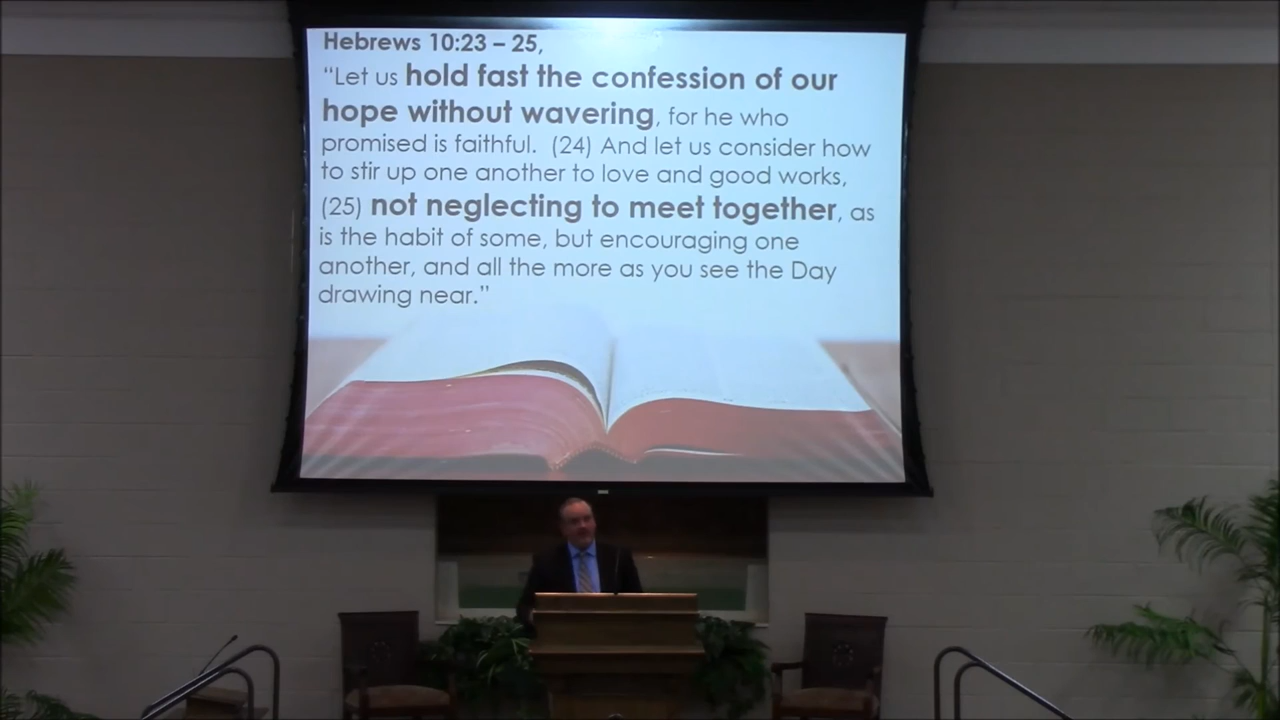 Hebrews 10:23 – 25,
“Let us hold fast the confession of our
hope without wavering, for he who
promised is faithful.  (24) And let us consider how
to stir up one another to love and good works,
(25) not neglecting to meet together, as
is the habit of some, but encouraging one
another, and all the more as you see the Day
drawing near.”